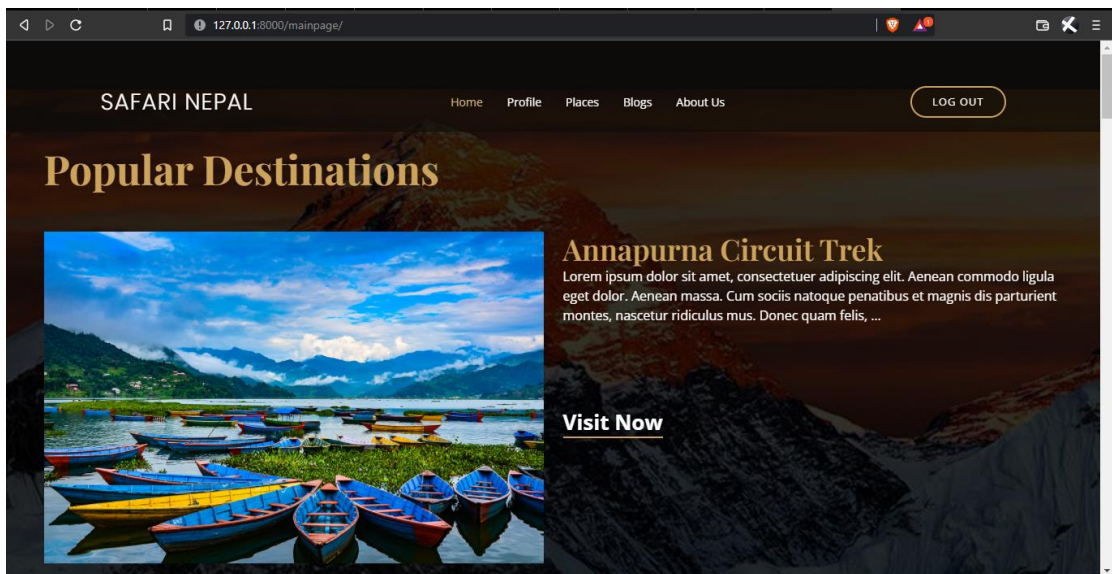 127.0.0.1:8000/mainpage/
1
SAFARI NEPAL
Home Profile Places Blogs About Us
LOG OUT
Popular Destinations
Annapurna Circuit Trek
Lorem ipsum dolor sit amet, consectetuer adipiscing elit. Aenean commodo ligula
eget dolor. Aenean massa. Cum sociis natoque penatibus et magnis dis parturient
montes, nascetur ridiculus mus. Donec quam felis, ...
Visit Now